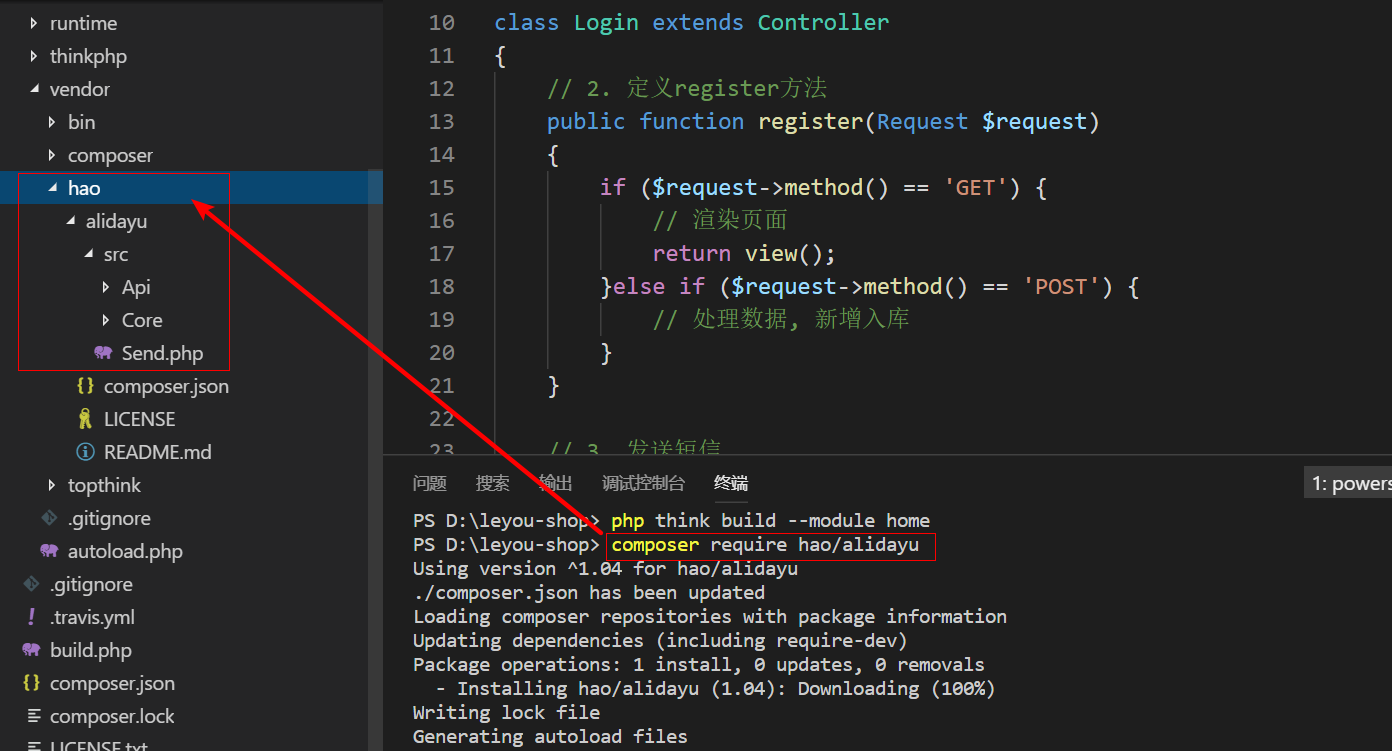 runtime
thinkphp
vendor
bin
composer
hao
alidayu
src
Api
Core
Send.php
composer.json
LICENSE
README.md
topthink
.gitignore
autoload.php
.gitignore
.travis.yml
build.php
composer.json
composer.lock
LICENSE.txt
10 class Login extends Controller
11 {
12 // 2. 定义register方法
13 public function register(Request $request)
14 {
15 if ($request->method() == 'GET') {
16 // 渲染页面
17 return view();
18 }else if ($request->method() == 'POST') {
19 // 处理数据, 新增入库
20 }
21 }
22
23 // 3. 发送短信
问题 搜索 输出 调试控制台 终端 1: powers
PS D:\leyou-shop> php think build --module home
PS D:\leyou-shop> composer require hao/alidayu
Using version ^1.04 for hao/alidayu
./composer.json has been updated
Loading composer repositories with package information
Updating dependencies (including require-dev)
Package operations: 1 install, 0 updates, 0 removals
- Installing hao/alidayu (1.04): Downloading (100%)
Writing lock file
Generating autoload files